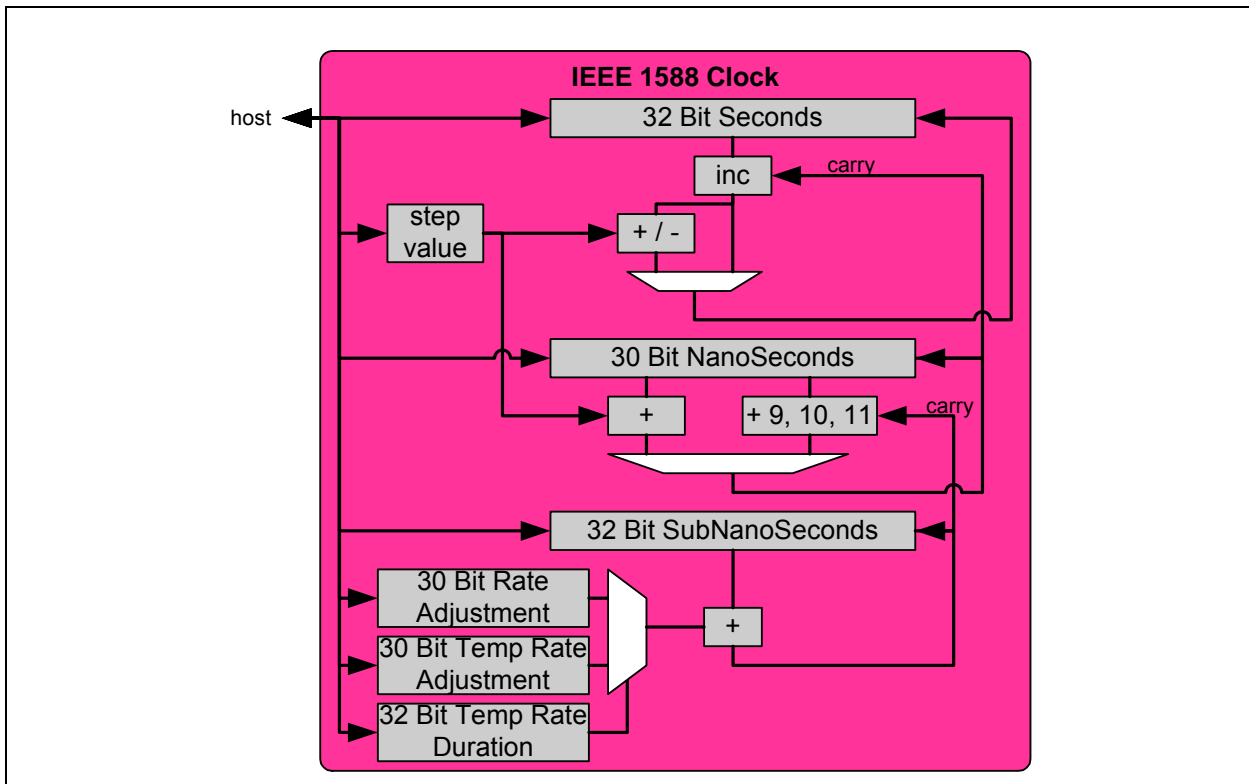 IEEE 1588 Clock
host
32 Bit Seconds
carry
inc
step
value
+ / -
30 Bit NanoSeconds
carry
+
+ 9, 10, 11
32 Bit SubNanoSeconds
30 Bit Rate
Adjustment
+
30 Bit Temp Rate
Adjustment
32 Bit Temp Rate
Duration